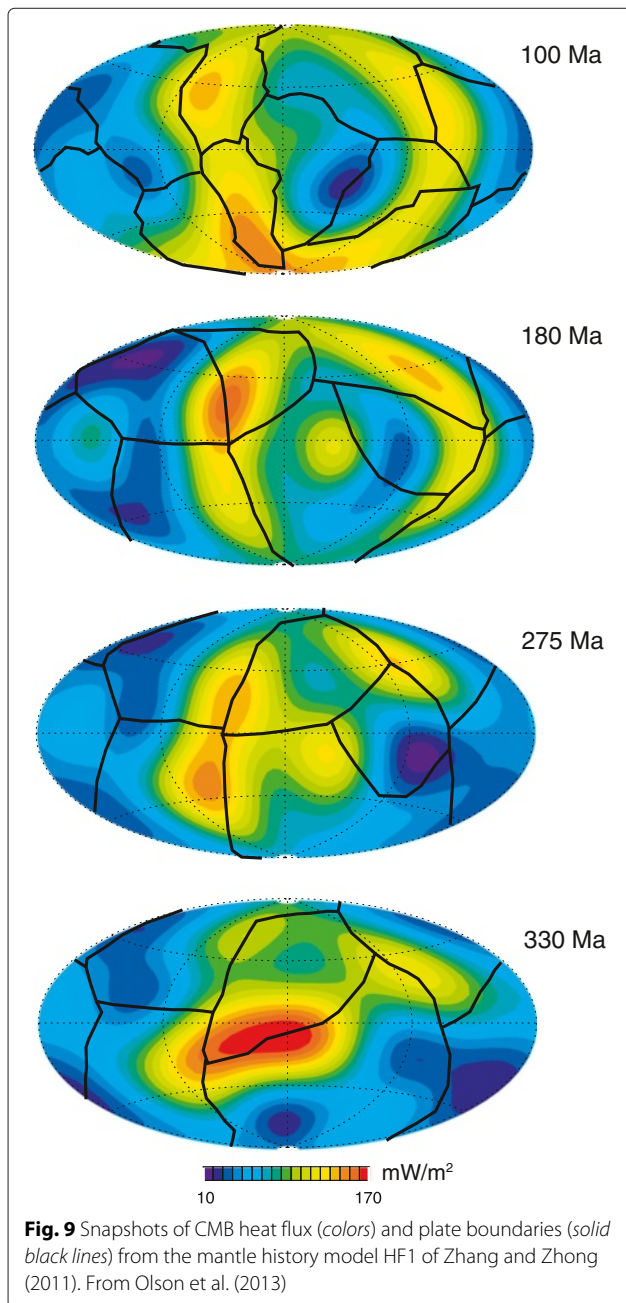 100 Ma
180 Ma
275 Ma
330 Ma
mW/m²
10 170
Fig. 9 Snapshots of CMB heat flux (colors) and plate boundaries (solid
black lines) from the mantle history model HF1 of Zhang and Zhong
(2011). From Olson et al. (2013)